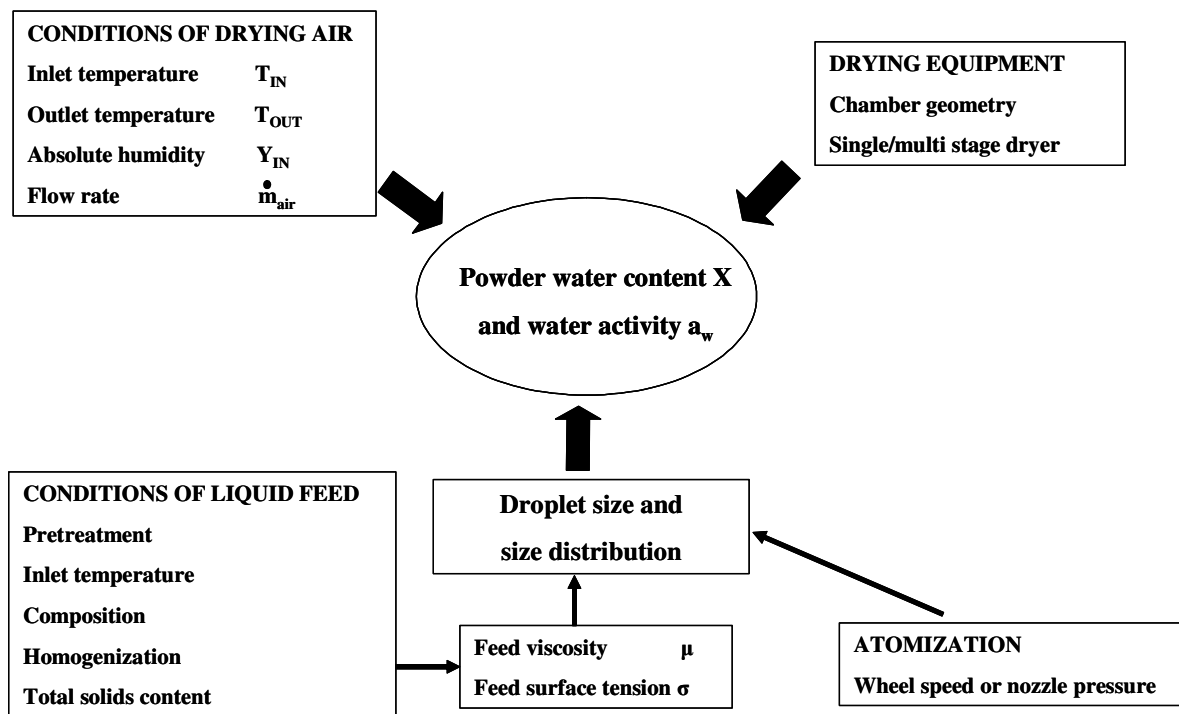 CONDITIONS OF DRYING AIR
Inlet temperature T_IN
Outlet temperature T_OUT
Absolute humidity Y_IN
Flow rate ṁ_air
DRYING EQUIPMENT
Chamber geometry
Single/multi stage dryer
Powder water content X
and water activity a_w
CONDITIONS OF LIQUID FEED
Pretreatment
Inlet temperature
Composition
Homogenization
Total solids content
Droplet size and
size distribution
Feed viscosity μ
Feed surface tension σ
ATOMIZATION
Wheel speed or nozzle pressure